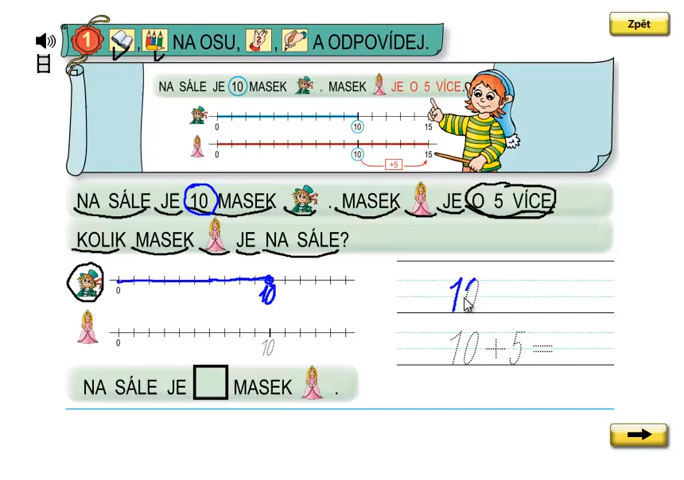 Zpět
1 , NA OSU, , A ODPOVÍDEJ.
NA SÁLE JE 10 MASEK . MASEK JE O 5 VÍCE.
0 10 15
0 10 15
+5
NA SÁLE JE 10 MASEK . MASEK JE O 5 VÍCE.
KOLIK MASEK JE NA SÁLE?
0 10
10
0 10
10 + 5 =
NA SÁLE JE MASEK .